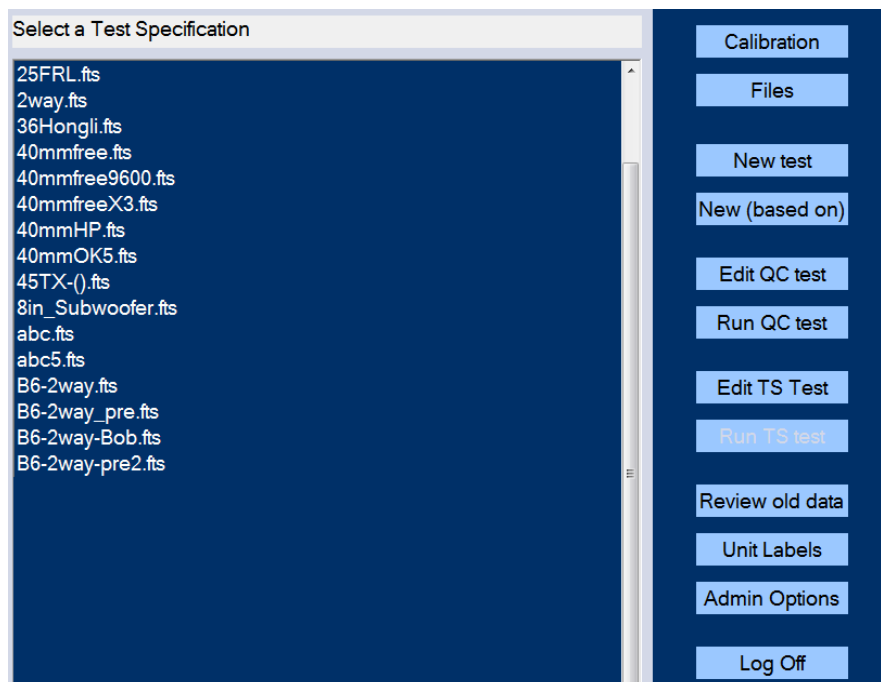 Select a Test Specification
25FRL.fts
2way.fts
36Hongli.fts
40mmfree.fts
40mmfree9600.fts
40mmfreeX3.fts
40mmHP.fts
40mmOK5.fts
45TX-().fts
8in_Subwoofer.fts
abc.fts
abc5.fts
B6-2way.fts
B6-2way_pre.fts
B6-2way-Bob.fts
B6-2way-pre2.fts
Calibration
Files
New test
New (based on)
Edit QC test
Run QC test
Edit TS Test
Run TS test
Review old data
Unit Labels
Admin Options
Log Off